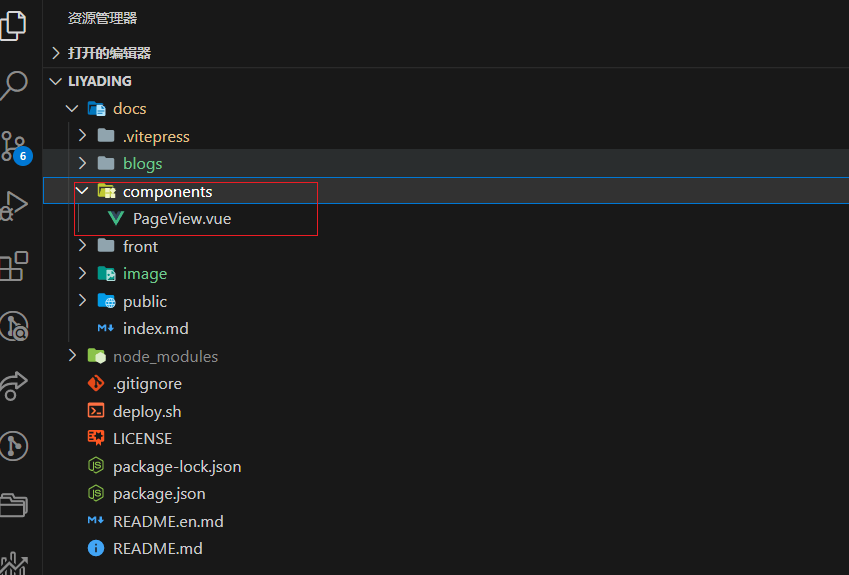 资源管理器
打开的编辑器
LIYADING
docs
.vitepress
blogs
6
components
PageView.vue
front
image
public
index.md
node_modules
.gitignore
deploy.sh
LICENSE
package-lock.json
package.json
README.en.md
README.md